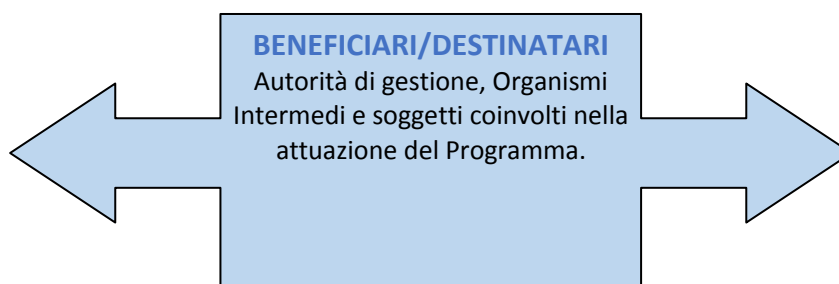 BENEFICIARI/DESTINATARI
Autorità di gestione, Organismi
Intermedi e soggetti coinvolti nella
attuazione del Programma.